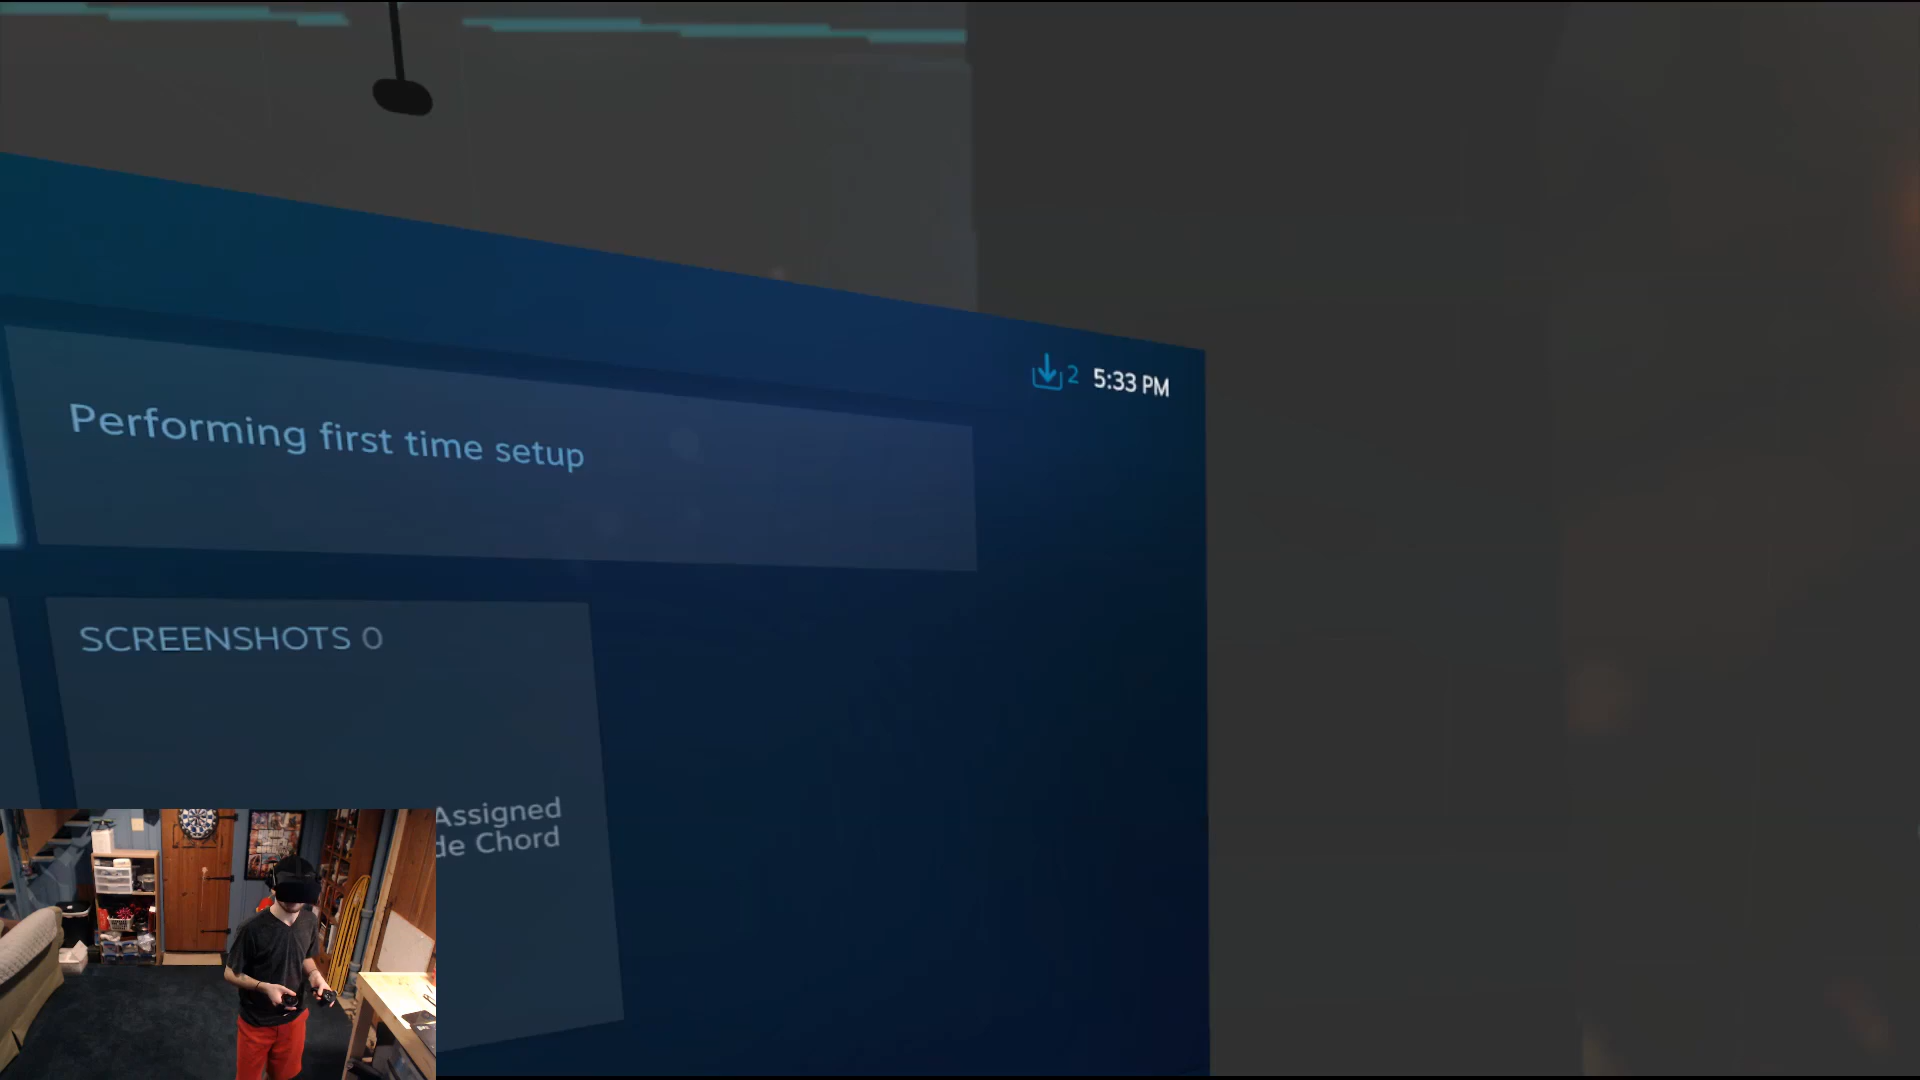 2 5:33 PM
Performing first time setup
SCREENSHOTS 0
Assigned
de Chord